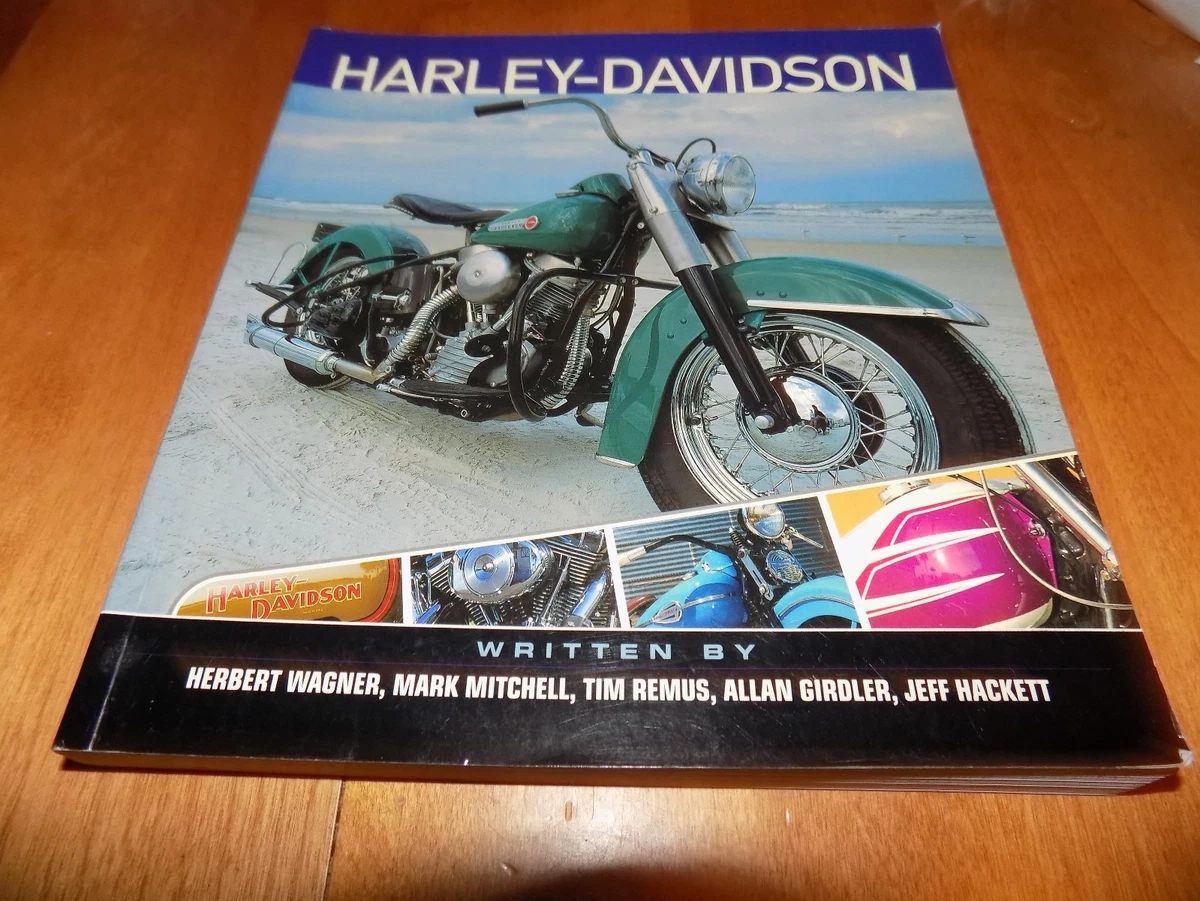 HARLEY-DAVIDSON
HARLEY-
DAVIDSON
WRITTEN BY
HERBERT WAGNER, MARK MITCHELL, TIM REMUS, ALLAN GIRDLER, JEFF HACKETT